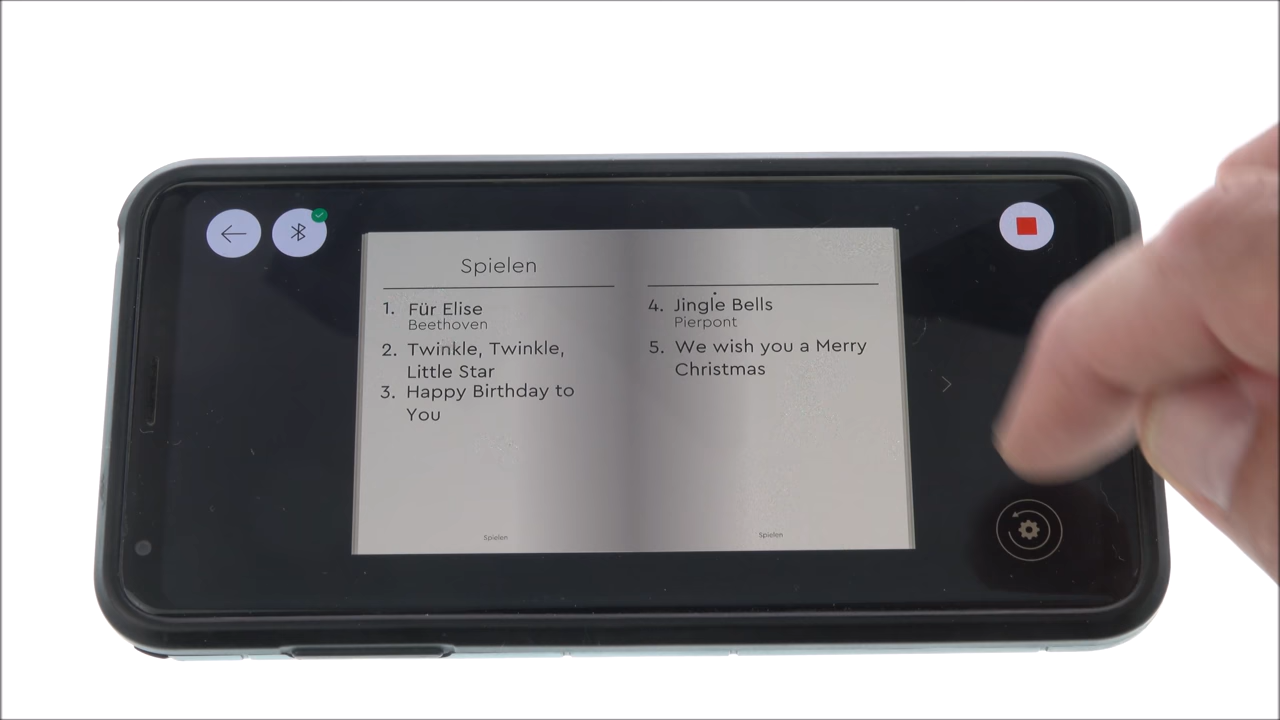 Spielen
1. Für Elise
Beethoven
2. Twinkle, Twinkle,
Little Star
3. Happy Birthday to
You
Spielen
4. Jingle Bells
Pierpont
5. We wish you a Merry
Christmas
Spielen